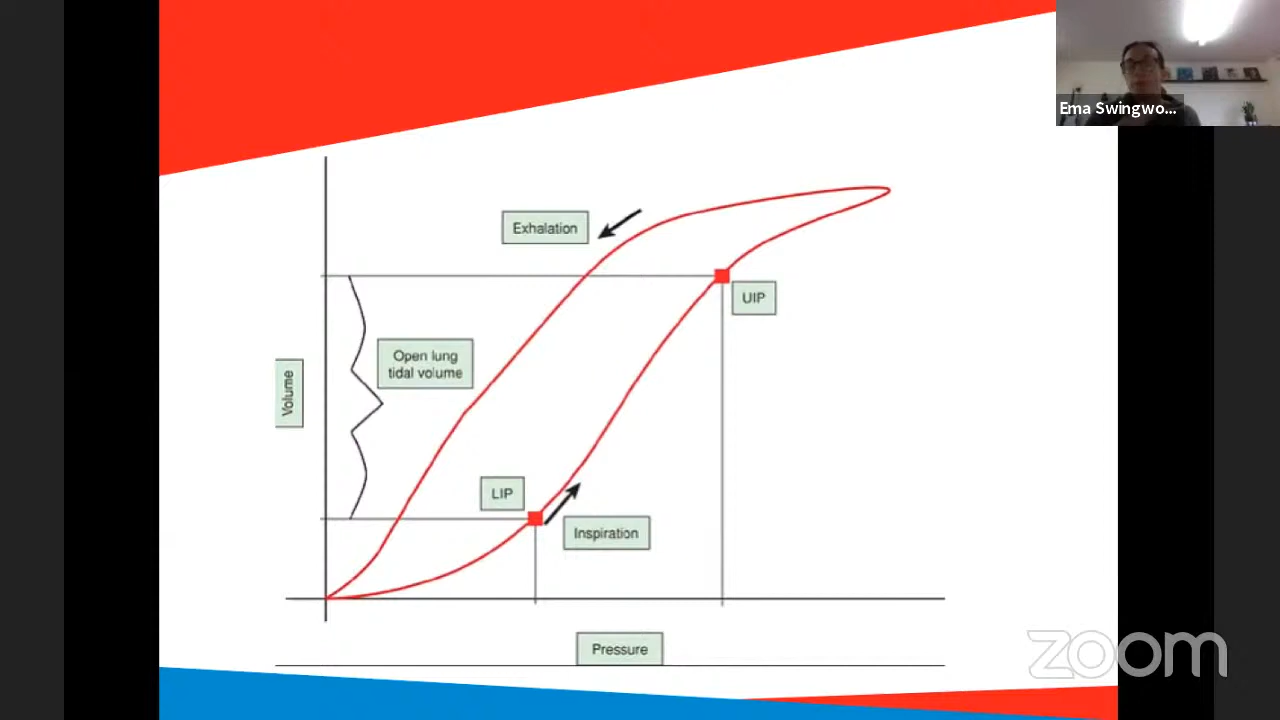 Ema Swingwo...
Exhalation
UIP
Open lung
tidal volume
Volume
LIP
Inspiration
Pressure
zoom